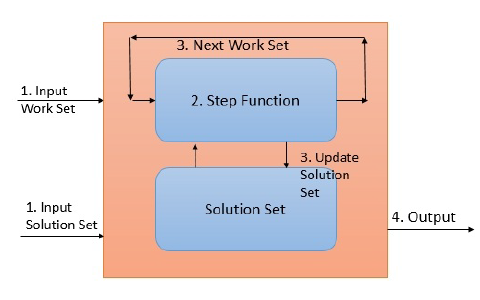 3. Next Work Set
1. Input
Work Set
2. Step Function
3. Update
Solution
Set
1. Input
Solution Set
Solution Set
4. Output